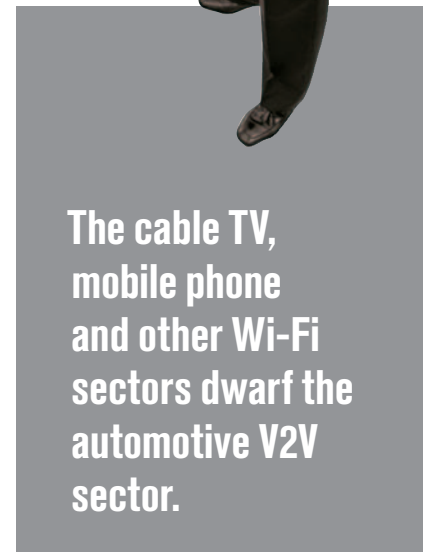 The cable TV,
mobile phone
and other Wi-Fi
sectors dwarf the
automotive V2V
sector.